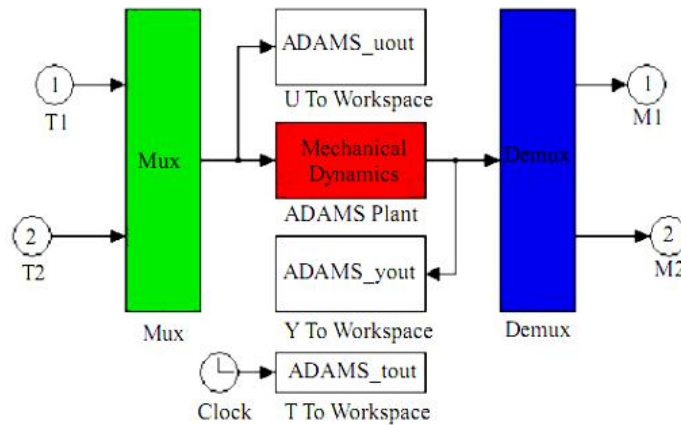 ADAMS_uout
1
1
U To Workspace
T1
M1
Mux
Mechanical
Dynamics
Demux
ADAMS Plant
2
2
ADAMS_yout
T2
M2
Mux
Y To Workspace
Demux
ADAMS_tout
Clock
T To Workspace